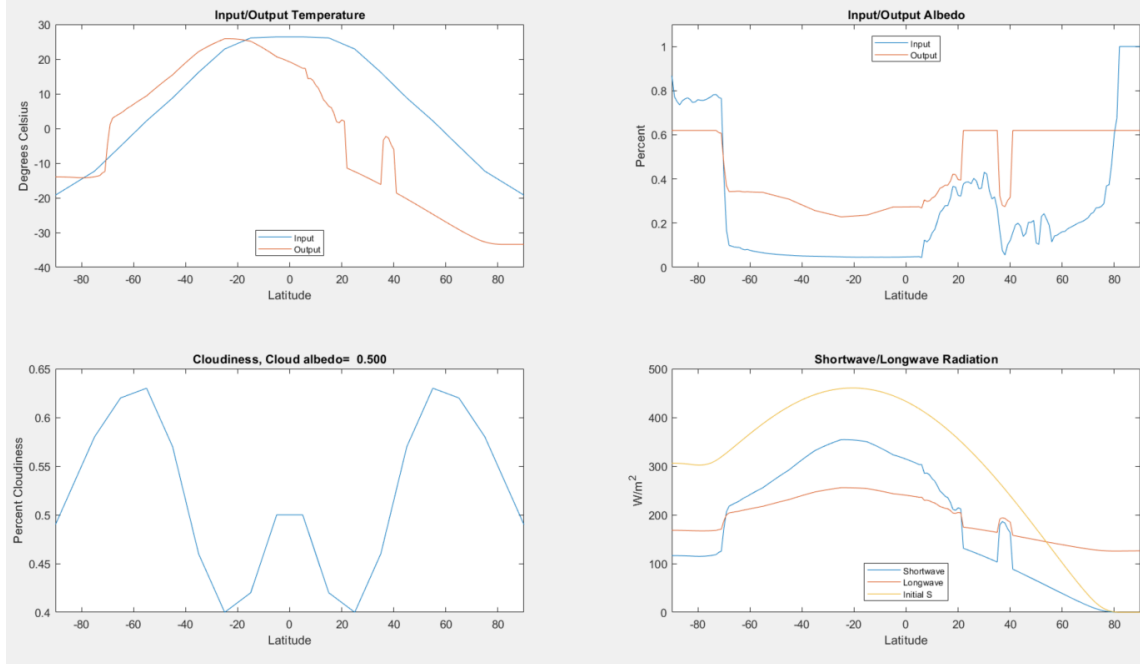 Input/Output Temperature
30
20
10
0
-10
-20
-30
-40
Degrees Celsius
Input
Output
-80 -60 -40 -20 0 20 40 60 80
Latitude
Input/Output Albedo
1
0.8
0.6
0.4
0.2
0
Percent
Input
Output
-80 -60 -40 -20 0 20 40 60 80
Latitude
Cloudiness, Cloud albedo= 0.500
0.65
0.6
0.55
0.5
0.45
0.4
Percent Cloudiness
-80 -60 -40 -20 0 20 40 60 80
Latitude
Shortwave/Longwave Radiation
500
400
300
200
100
0
W/m²
Shortwave
Longwave
Initial S
-80 -60 -40 -20 0 20 40 60 80
Latitude